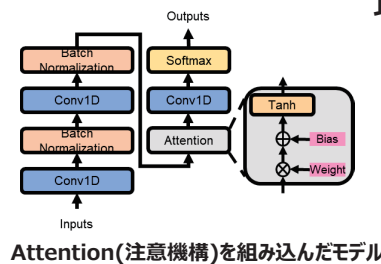 Outputs
Batch
Normalization
Softmax
Conv1D
Conv1D
Batch
Normalization
Attention
Conv1D
Inputs
Tanh
Bias
Weight
Attention(注意機構)を組み込んだモデル